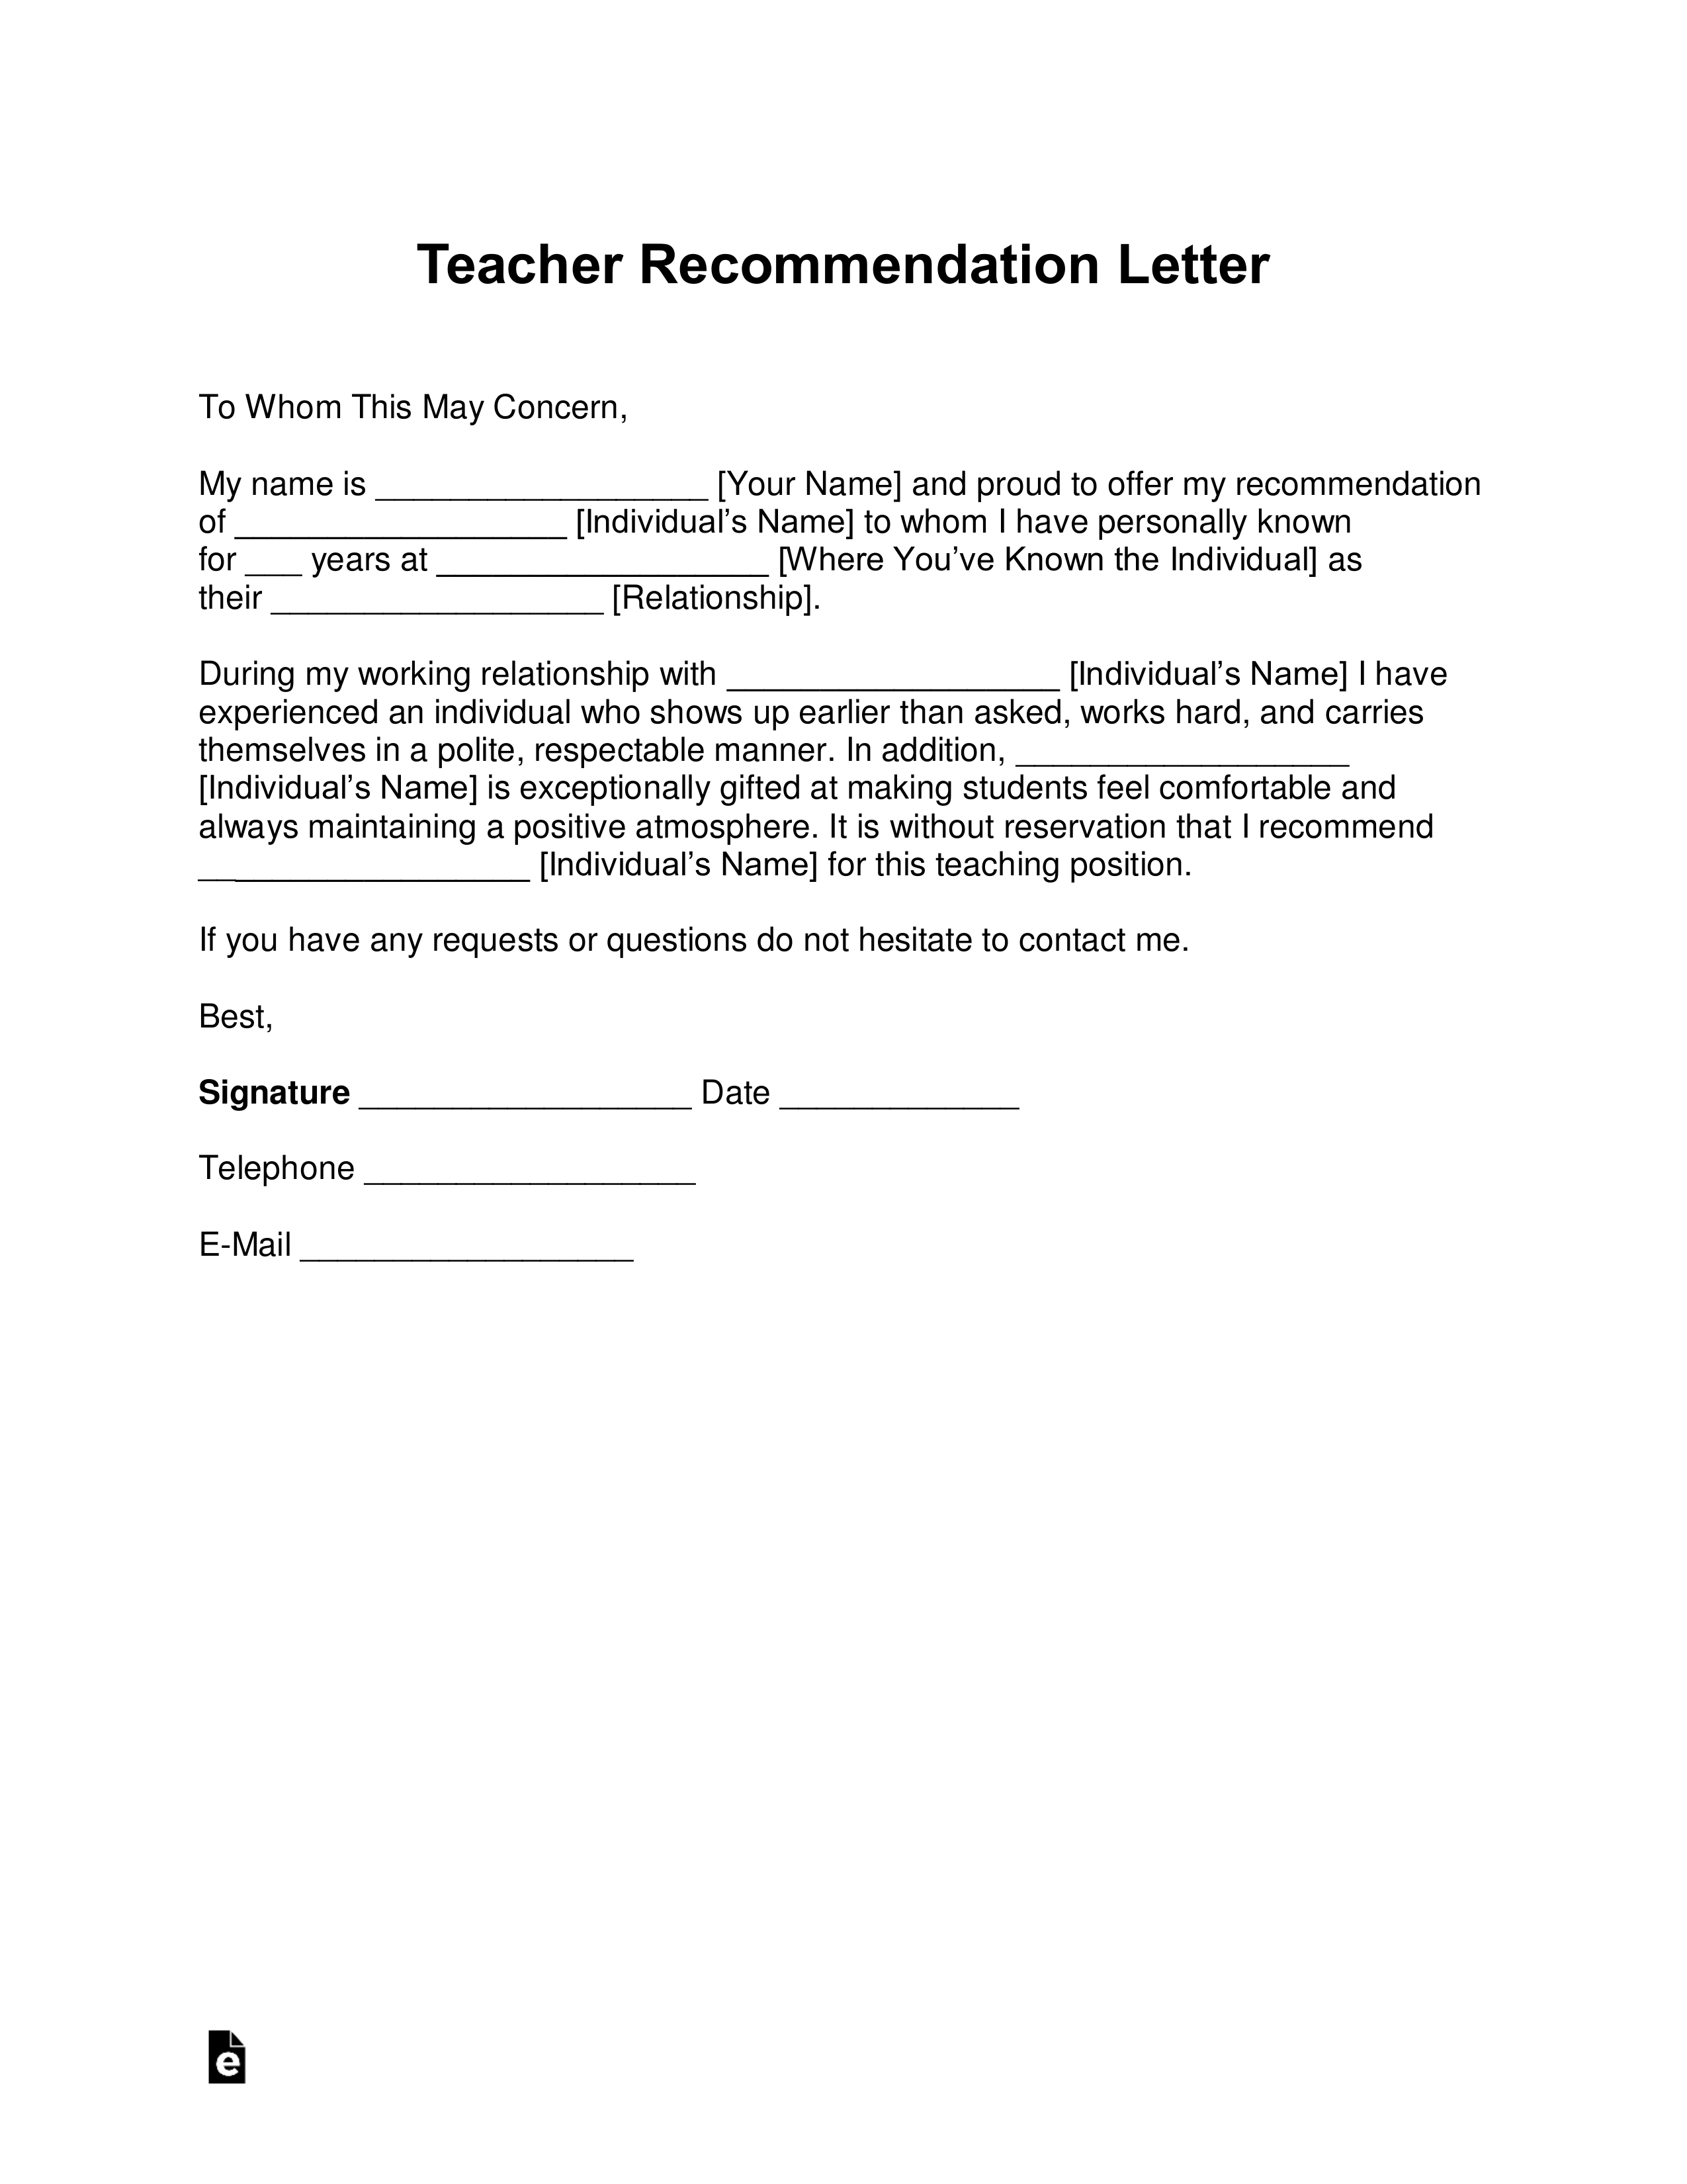 Teacher Recommendation Letter
To Whom This May Concern,
My name is __________________ [Your Name] and proud to offer my recommendation
of __________________ [Individual’s Name] to whom I have personally known
for ___ years at __________________ [Where You’ve Known the Individual] as
their __________________ [Relationship].
During my working relationship with __________________ [Individual’s Name] I have
experienced an individual who shows up earlier than asked, works hard, and carries
themselves in a polite, respectable manner. In addition, __________________
[Individual’s Name] is exceptionally gifted at making students feel comfortable and
always maintaining a positive atmosphere. It is without reservation that I recommend
__________________ [Individual’s Name] for this teaching position.
If you have any requests or questions do not hesitate to contact me.
Best,
Signature __________________ Date _____________
Telephone __________________
E-Mail __________________
e